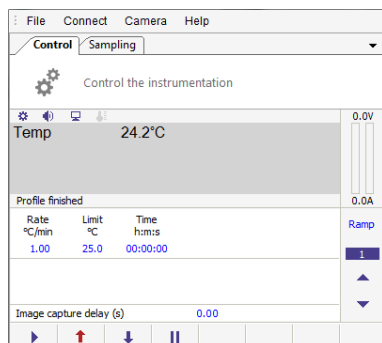 File Connect Camera Help
Control Sampling
Control the instrumentation
0.0V
Temp 24.2°C
Profile finished 0.0A
Rate Limit Time
°C/min °C h:m:s Ramp
1.00 25.0 00:00:00
1
Image capture delay (s) 0.00